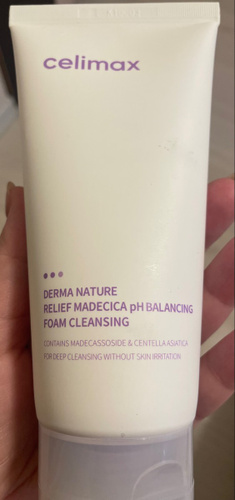 celimax
DERMA NATURE
RELIEF MADECICA pH BALANCING
FOAM CLEANSING
CONTAINS MADECASSOSIDE & CENTELLA ASIATICA
FOR DEEP CLEANSING WITHOUT SKIN IRRITATION